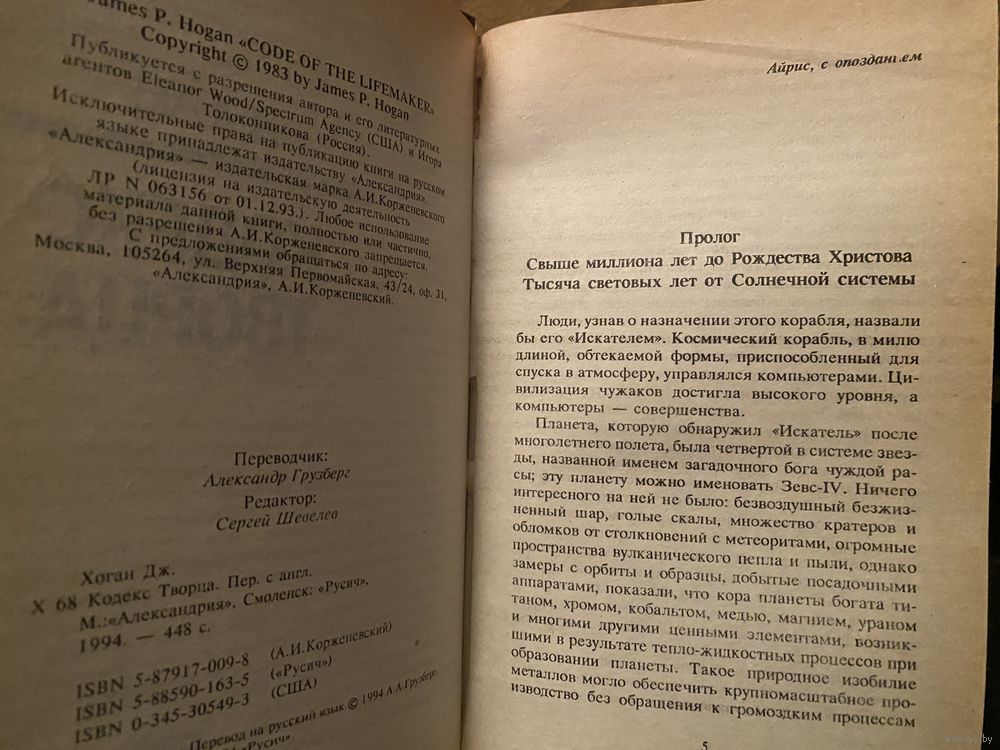 James P. Hogan «CODE OF THE LIFEMAKER»
Copyright © 1983 by James P. Hogan
Публикуется с разрешения автора и его литературных
агентов Eleanor Wood/Spectrum Agency (США) и Игоря
Толоконникова (Россия).
Исключительные права на публикацию книги на русском
языке принадлежат издательству «Александрия».
«Александрия» — издательская марка А.И.Корженевского
(лицензия на издательскую деятельность
ЛР N 063156 от 01.12.93.). Любое использование
материала данной книги, полностью или частично,
без разрешения А.И.Корженевского запрещается.
С предложениями обращаться по адресу:
Москва, 105264, ул. Верхняя Первомайская, 43/24, оф. 31,
«Александрия», А.И.Корженевский.
Переводчик:
Александр Грузберг
Редактор:
Сергей Шевелев
Хоган Дж.
Х 68 Кодекс Творца. Пер. с англ.
М.:«Александрия», Смоленск: «Русич»,
1994. — 448 с.
ISBN 5-87917-009-8 (А.И.Корженевский)
ISBN 5-88590-163-5 («Русич»)
ISBN 0-345-30549-3 (США)
Перевод на русский язык © 1994 А.А.Грузберг.
«Русич».
Айрис, с опозданием
Пролог
Свыше миллиона лет до Рождества Христова
Тысяча световых лет от Солнечной системы
Люди, узнав о назначении этого корабля, назвали
бы его «Искателем». Космический корабль, в милю
длиной, обтекаемой формы, приспособленный для
спуска в атмосферу, управлялся компьютерами. Ци-
вилизация чужаков достигла высокого уровня, а
компьютеры — совершенства.
Планета, которую обнаружил «Искатель» после
многолетнего полета, была четвертой в системе звез-
ды, названной именем загадочного бога чуждой ра-
сы; эту планету можно именовать Зевс-IV. Ничего
интересного на ней не было: безвоздушный безжиз-
ненный шар, голые скалы, множество кратеров и
обломков от столкновений с метеоритами, огромные
пространства вулканического пепла и пыли, однако
замеры с орбиты и образцы, добытые посадочными
аппаратами, показали, что кора планеты богата ти-
таном, хромом, кобальтом, медью, магнием, ураном
и многими другими ценными элементами, возник-
шими в результате тепло-жидкостных процессов при
образовании планеты. Такое природное изобилие
металлов могло обеспечить крупномасштабное про-
изводство без обращения к громоздким процессам
5
www.ay.by